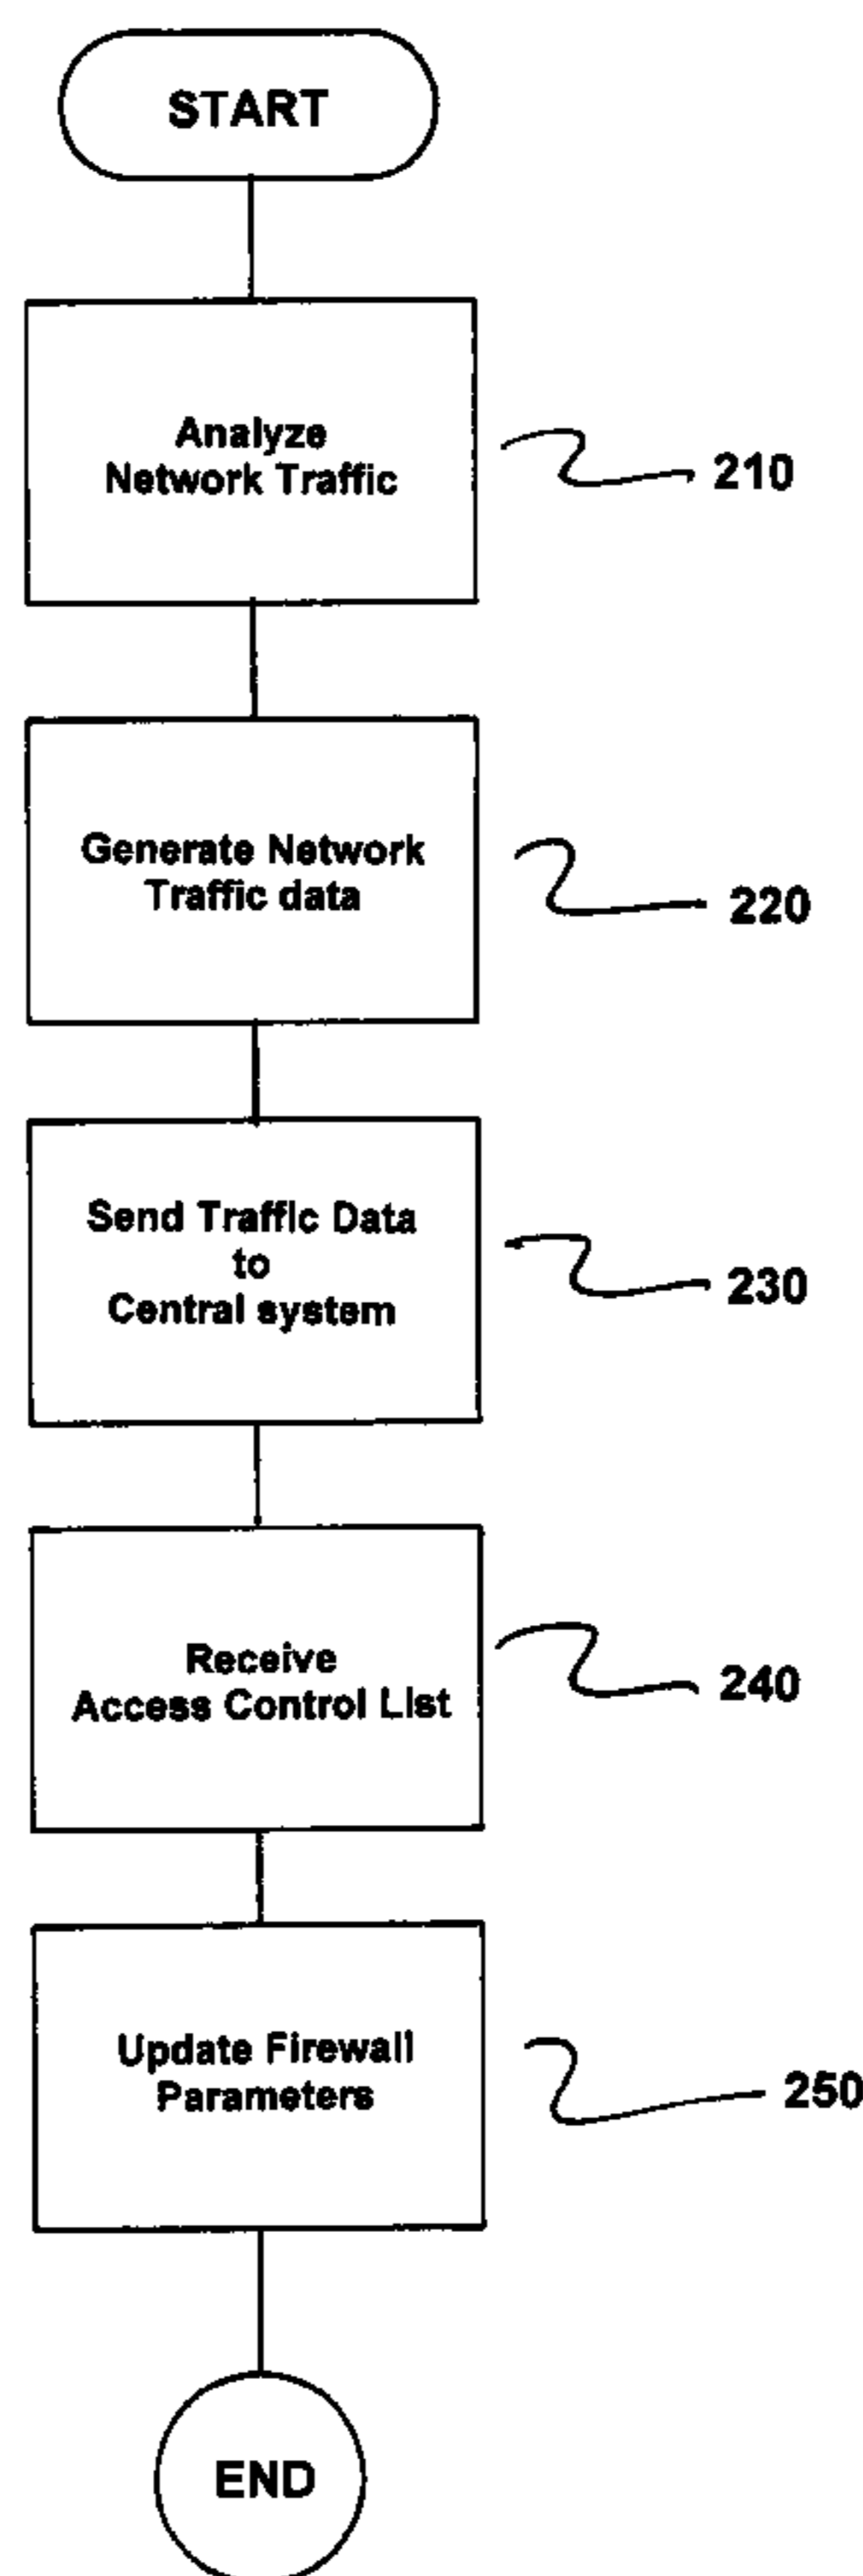 START
Analyze
Network Traffic
210
Generate Network
Traffic data
220
Send Traffic Data
to
Central system
230
Receive
Access Control List
240
Update Firewall
Parameters
250
END